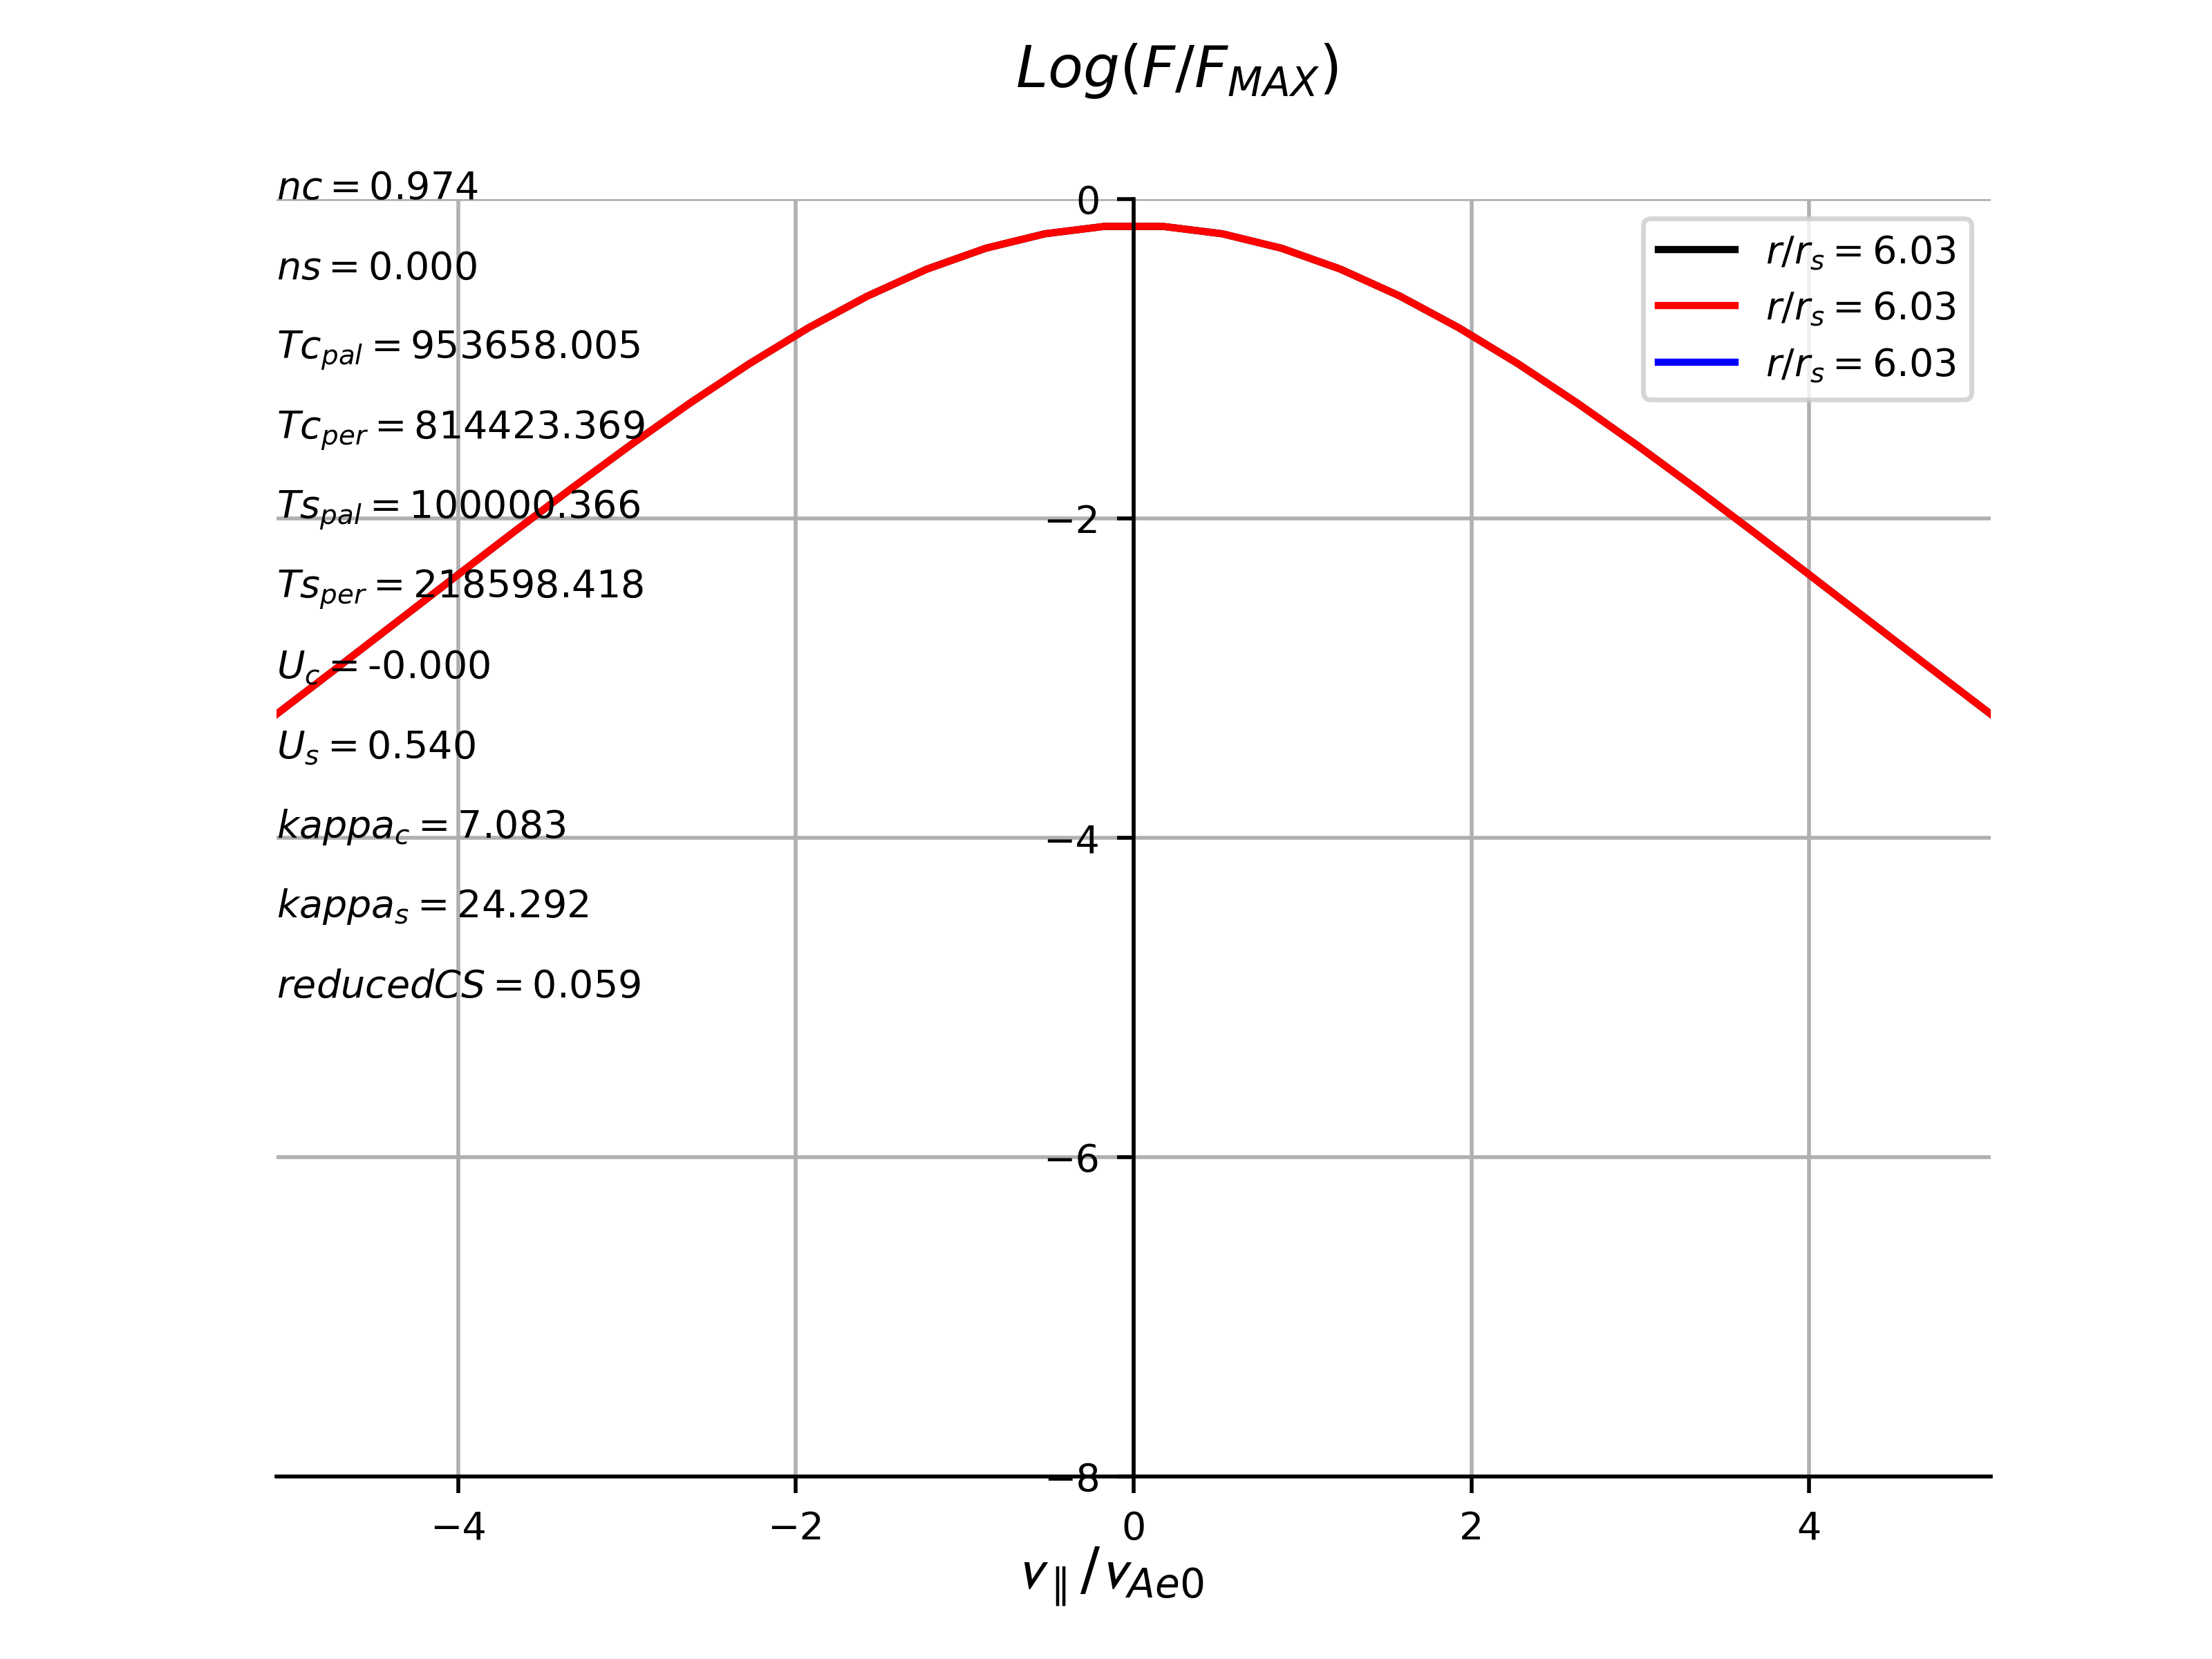 Log(F/F_MAX)
nc = 0.974
ns = 0.000
Tc_pal = 953658.005
Tc_per = 814423.369
Ts_pal = 100000.366
Ts_per = 218598.418
U_c = -0.000
U_s = 0.540
kappa_c = 7.083
kappa_s = 24.292
reducedCS = 0.059
0
−2
−4
−6
−8
r/r_s = 6.03
r/r_s = 6.03
r/r_s = 6.03
−4 −2 0 2 4
v_∥/v_Ae0